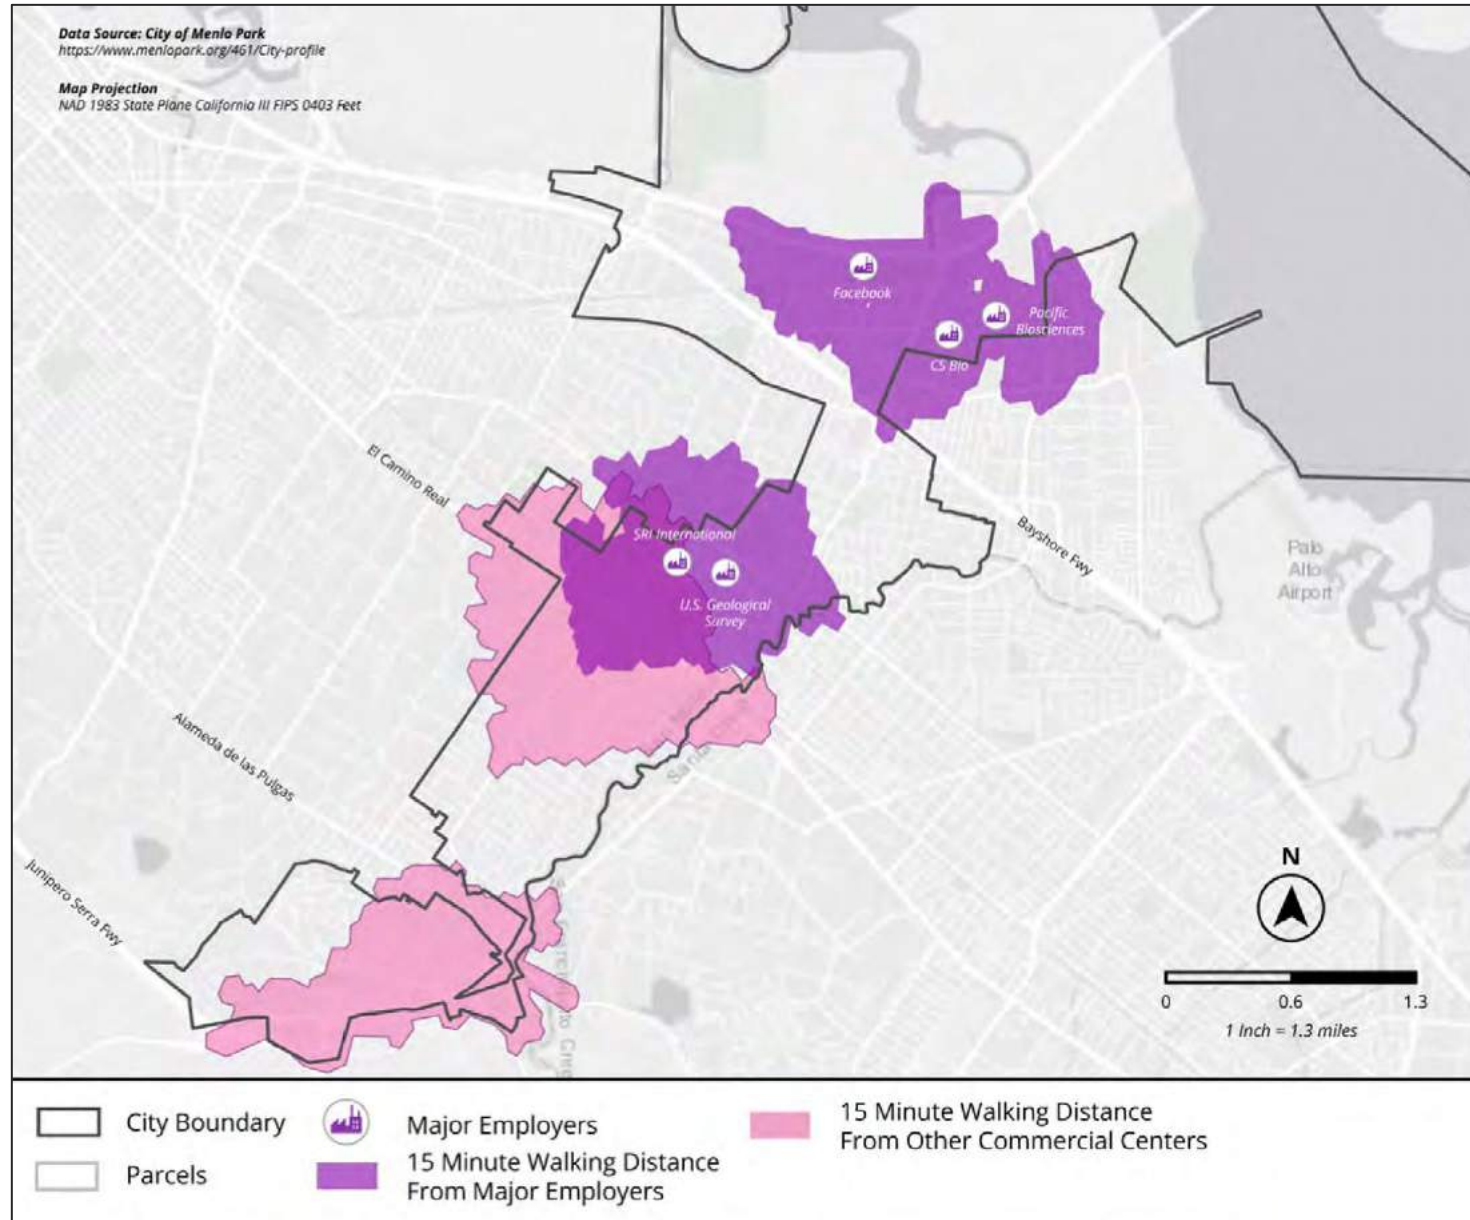 Data Source: City of Menlo Park
https://www.menlopark.org/461/City-profile
Map Projection
NAD 1983 State Plane California III FIPS 0403 Feet
Facebook
Pacific
Biosciences
CS Bio
El Camino Real
SRI International
U.S. Geological
Survey
Bayshore Fwy
Palo
Alto
Airport
Alameda de las Pulgas
Junipero Serra Fwy
N
0 0.6 1.3
1 Inch = 1.3 miles
City Boundary
Parcels
Major Employers
15 Minute Walking Distance
From Major Employers
15 Minute Walking Distance
From Other Commercial Centers